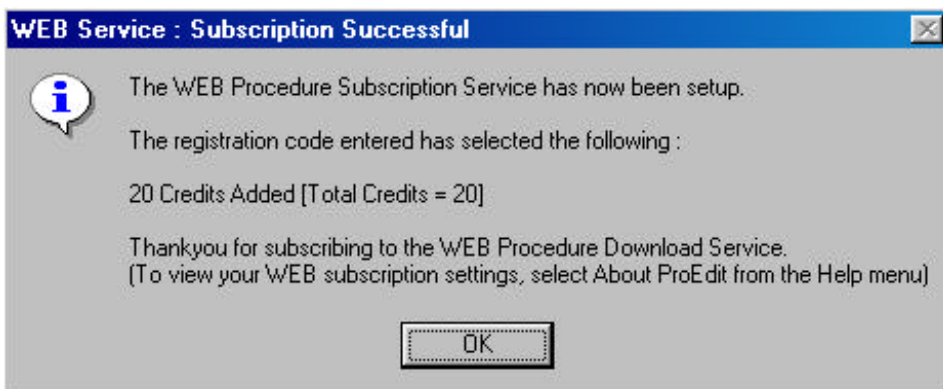 WEB Service : Subscription Successful
The WEB Procedure Subscription Service has now been setup.
The registration code entered has selected the following :
20 Credits Added [Total Credits = 20]
Thankyou for subscribing to the WEB Procedure Download Service.
(To view your WEB subscription settings, select About ProEdit from the Help menu)
OK